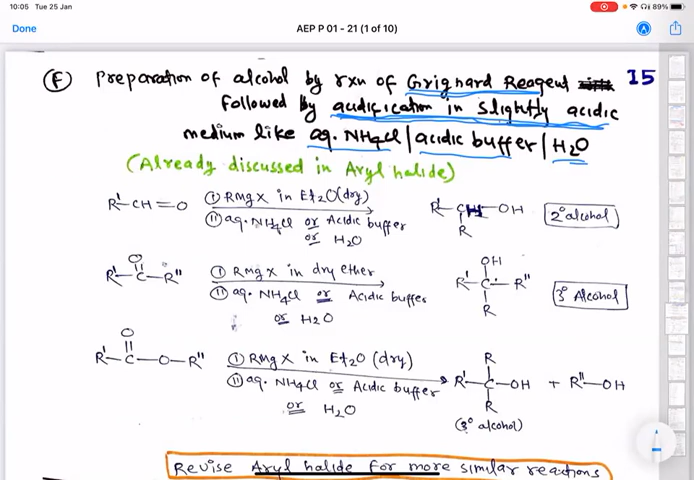 10:05 Tue 25 Jan
89%
Done
AEP P 01 - 21 (1 of 10)
(F) Preparation of alcohol by rxn of Grignard Reagent 15
followed by acidification in slightly acidic
medium like aq. NH4Cl | acidic buffer | H2O
(Already discussed in Aryl halide)
R'-CH=O (i) RMgX in Et2O(dry) R'-CH-OH 2° alcohol
(ii) aq. NH4Cl or Acidic buffer R
or H2O
O OH
R'-C-R" (i) RMgX in dry ether R'-C-R" 3° Alcohol
(ii) aq. NH4Cl or Acidic buffer R
or H2O
O R
R'-C-O-R" (i) RMgX in Et2O (dry) R'-C-OH + R"-OH
(ii) aq. NH4Cl or Acidic buffer R
or H2O (3° alcohol)
Revise Aryl halide for more similar reactions